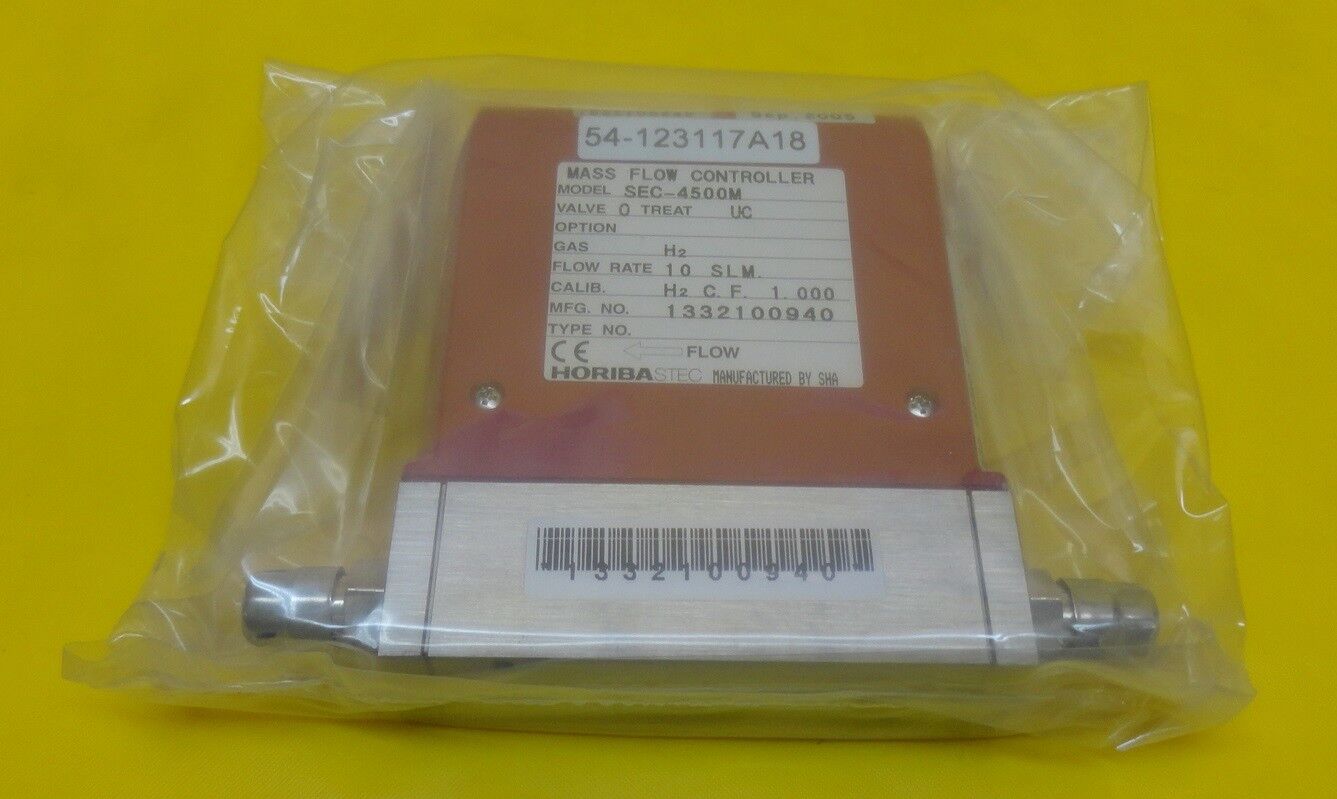 54-123117A18
MASS FLOW CONTROLLER
MODEL SEC-4500M
VALVE O TREAT UC
OPTION
GAS H2
FLOW RATE 10 SLM.
CALIB. H2 C.F. 1.000
MFG. NO. 1332100940
TYPE NO.
CE FLOW
HORIBASTEC MANUFACTURED BY SHA
1332100940